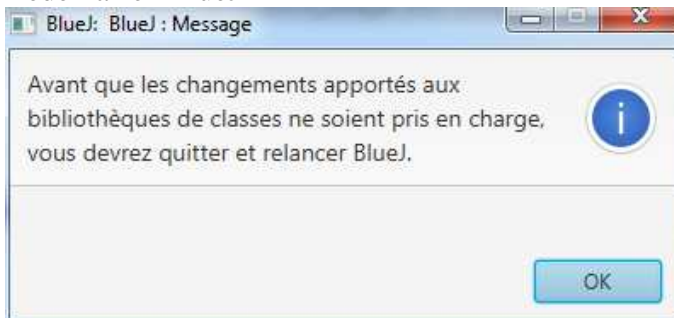 BlueJ: BlueJ : Message
Avant que les changements apportés aux
bibliothèques de classes ne soient pris en charge,
vous devrez quitter et relancer BlueJ.
OK